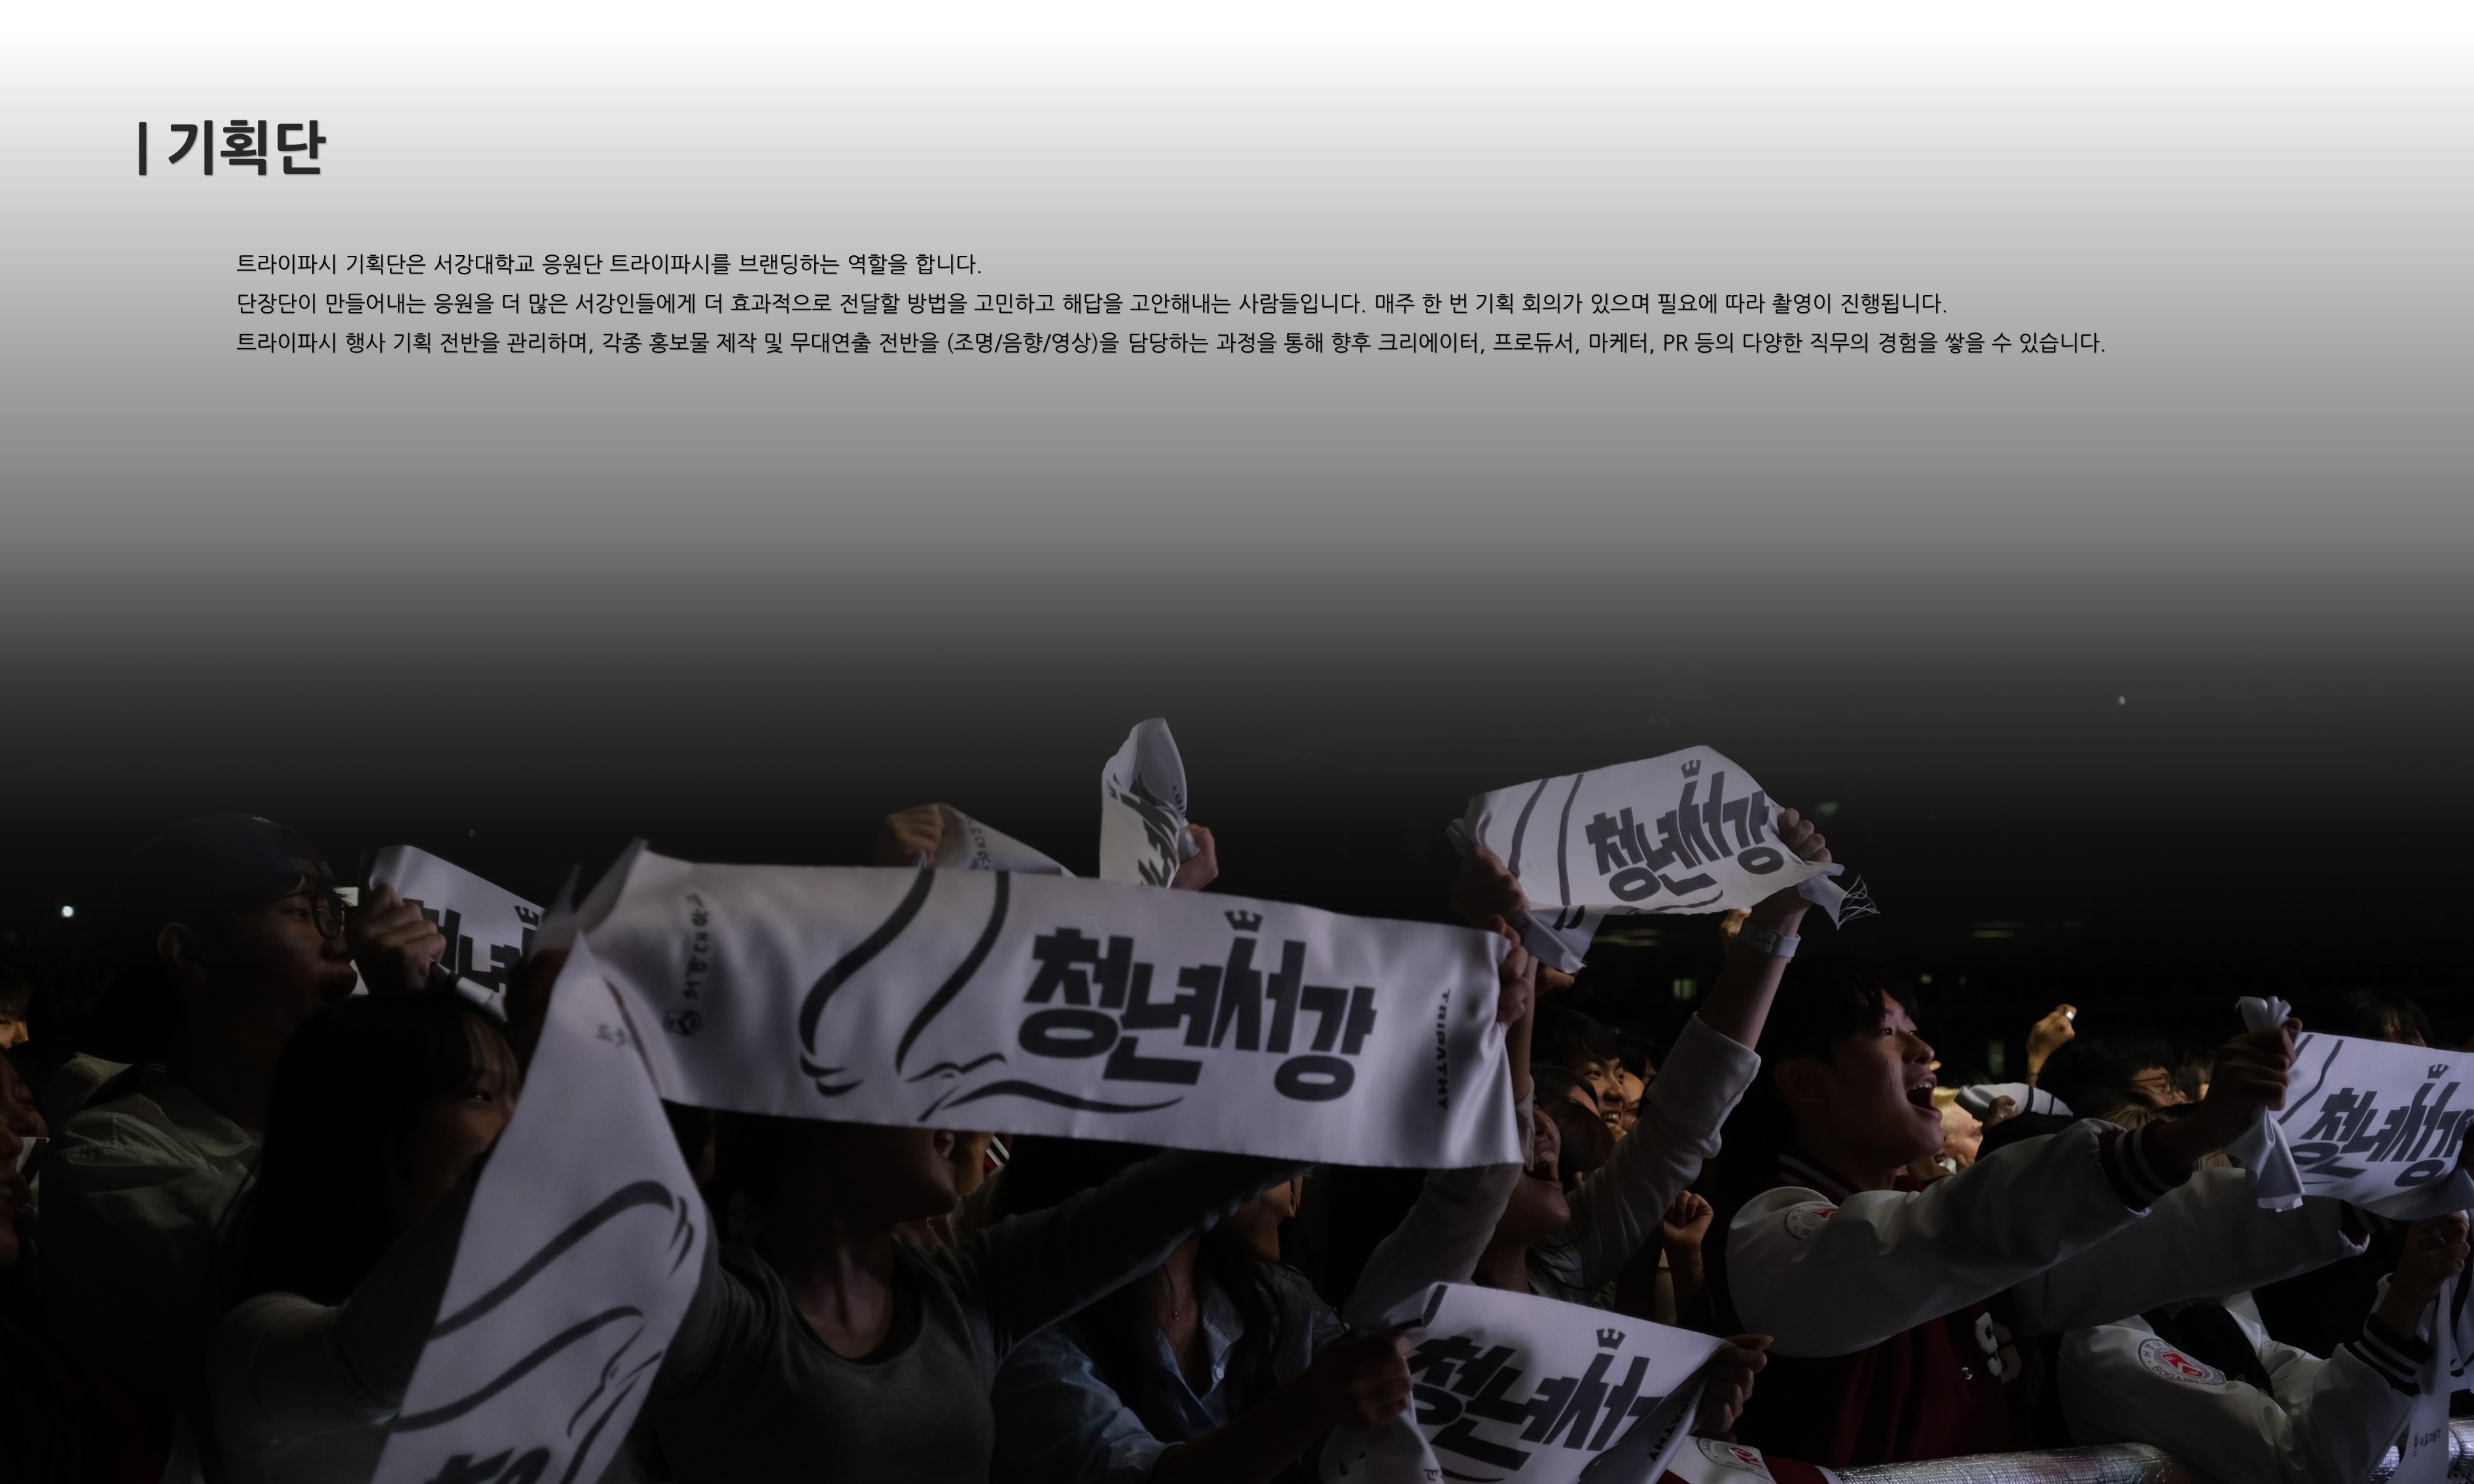 | 기획단
트라이파시 기획단은 서강대학교 응원단 트라이파시를 브랜딩하는 역할을 합니다.
단장단이 만들어내는 응원을 더 많은 서강인들에게 더 효과적으로 전달할 방법을 고민하고 해답을 고안해내는 사람들입니다. 매주 한 번 기획 회의가 있으며 필요에 따라 촬영이 진행됩니다.
트라이파시 행사 기획 전반을 관리하며, 각종 홍보물 제작 및 무대연출 전반을 (조명/음향/영상)을 담당하는 과정을 통해 향후 크리에이터, 프로듀서, 마케터, PR 등의 다양한 직무의 경험을 쌓을 수 있습니다.
청년서강
청년
서강대학교
청년서강
TRIPATHY
청년서강
청년서
S